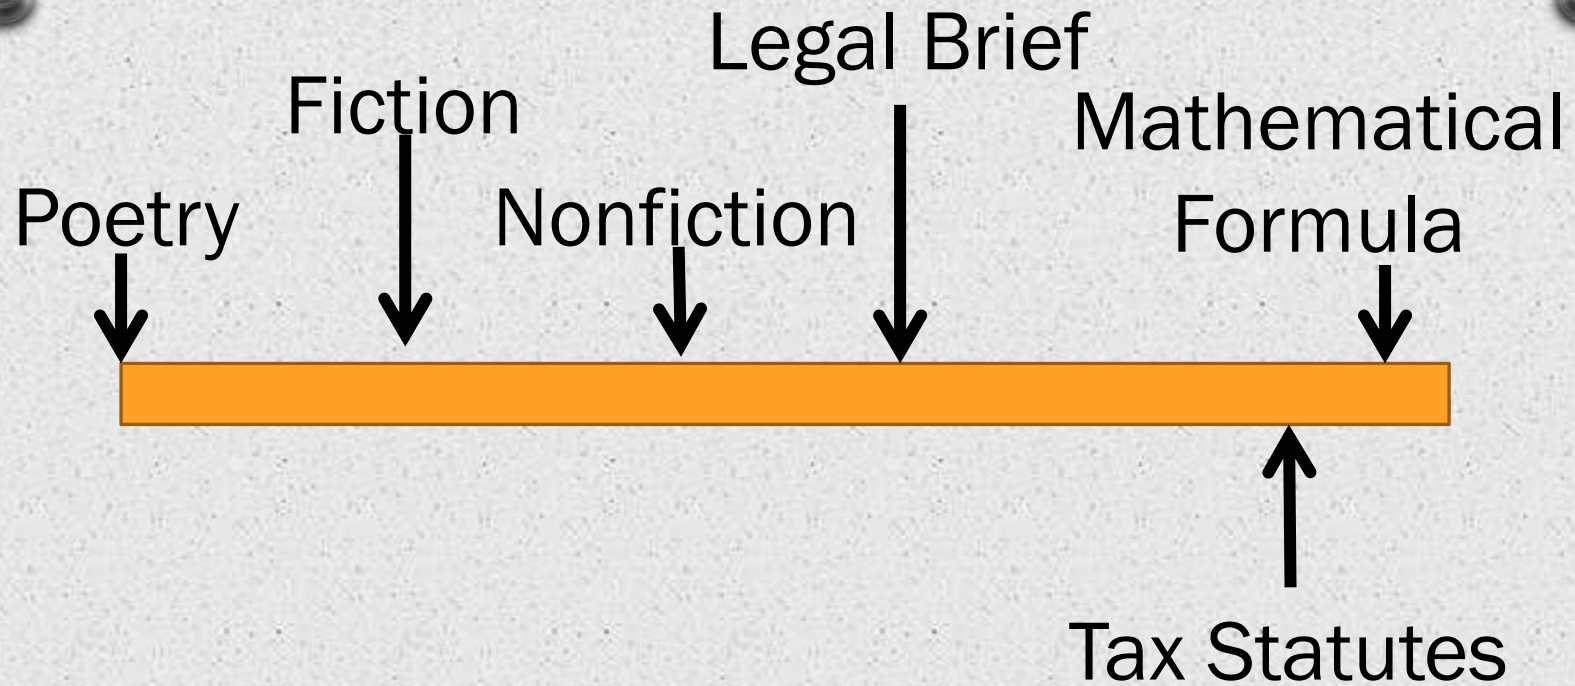 Legal Brief
Fiction
Mathematical
Formula
Poetry
Nonfiction
Tax Statutes